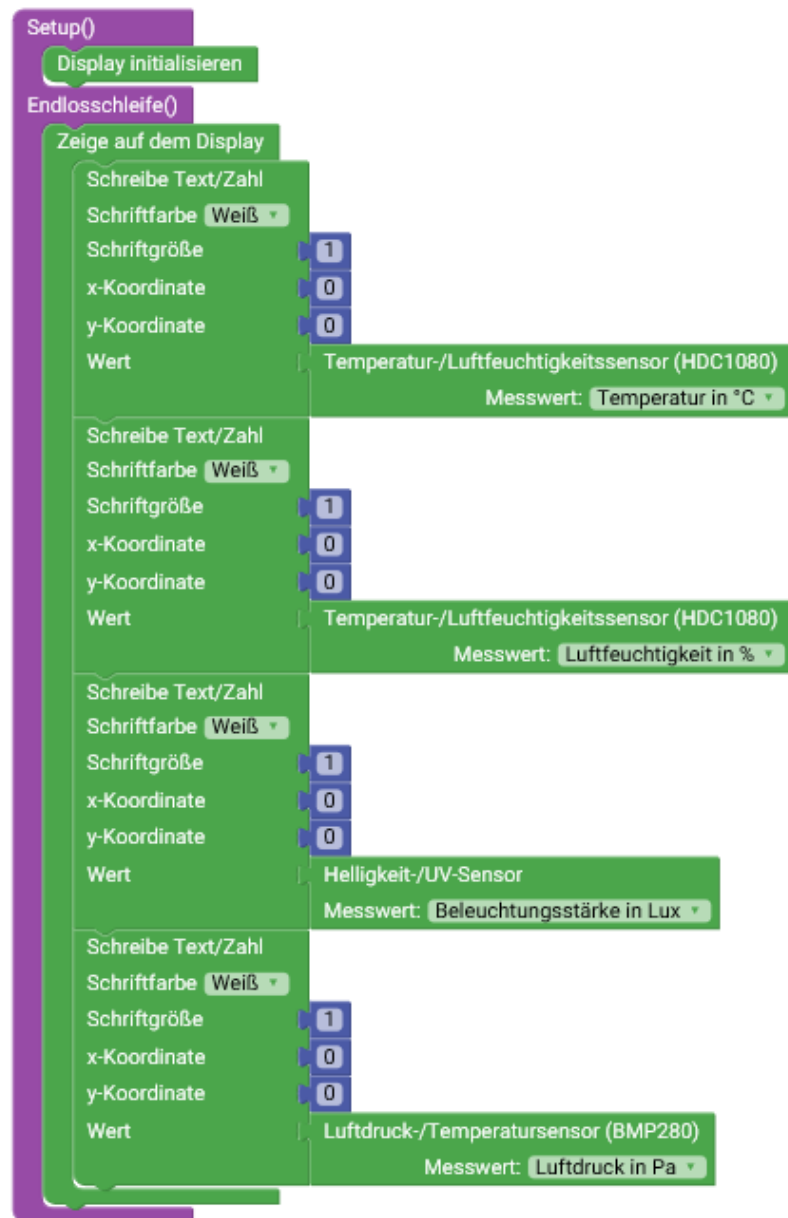 Setup()
Display initialisieren
Endlosschleife()
Zeige auf dem Display
Schreibe Text/Zahl
Schriftfarbe Weiß
Schriftgröße 1
x-Koordinate 0
y-Koordinate 0
Wert Temperatur-/Luftfeuchtigkeitssensor (HDC1080)
Messwert: Temperatur in °C
Schreibe Text/Zahl
Schriftfarbe Weiß
Schriftgröße 1
x-Koordinate 0
y-Koordinate 0
Wert Temperatur-/Luftfeuchtigkeitssensor (HDC1080)
Messwert: Luftfeuchtigkeit in %
Schreibe Text/Zahl
Schriftfarbe Weiß
Schriftgröße 1
x-Koordinate 0
y-Koordinate 0
Wert Helligkeit-/UV-Sensor
Messwert: Beleuchtungsstärke in Lux
Schreibe Text/Zahl
Schriftfarbe Weiß
Schriftgröße 1
x-Koordinate 0
y-Koordinate 0
Wert Luftdruck-/Temperatursensor (BMP280)
Messwert: Luftdruck in Pa